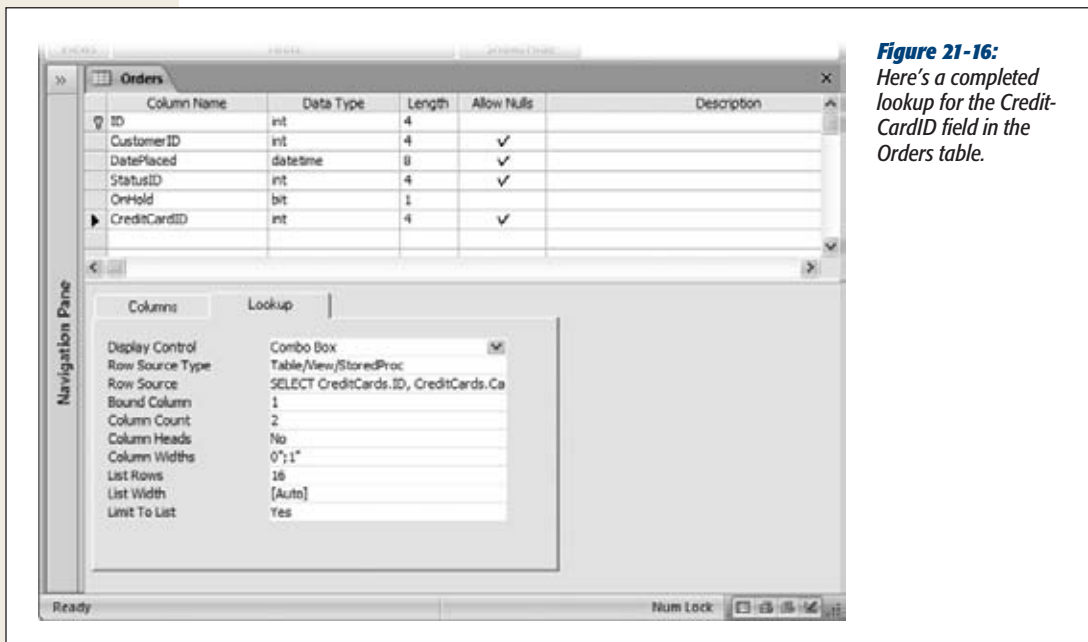 Figure 21-16:
Here's a completed
lookup for the Credit-
CardID field in the
Orders table.
Orders
Column Name Data Type Length Allow Nulls Description
ID int 4
CustomerID int 4
DatePlaced datetime 8
StatusID int 4
OnHold bit 1
CreditCardID int 4
Navigation Pane
Columns Lookup
Display Control Combo Box
Row Source Type Table/View/StoredProc
Row Source SELECT CreditCards.ID, CreditCards.Ca
Bound Column 1
Column Count 2
Column Heads No
Column Widths 0";1"
List Rows 16
List Width [Auto]
Limit To List Yes
Ready Num Lock